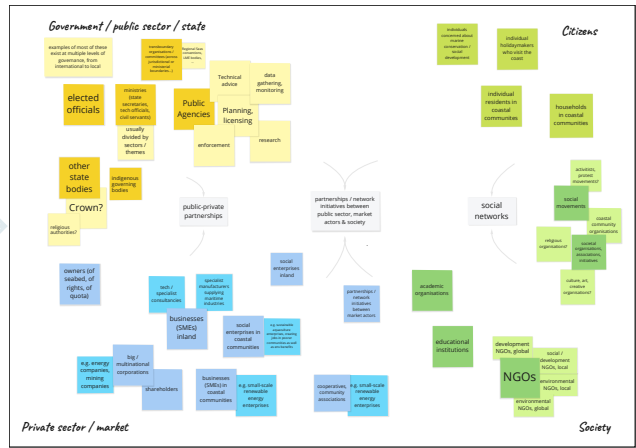 Government / public sector / state
Citizens
examples of most of these
exist at multiple levels of
governance, from
international to local
individuals
concerned about
marine
conservation /
social
development
individual
holidaymakers
who visit the
coast
elected
officials
ministries
(state
secretaries,
tech officials,
civil servants)
usually
divided by
sectors /
themes
Public
Agencies
Technical
advice
data
gathering,
monitoring
Planning,
licensing
enforcement
research
individual
residents in
coastal
communities
households
in coastal
communities
other
state
bodies
indigenous
governing
bodies
Crown?
religious
authorities?
public-private
partnerships
partnerships / network
initiatives between
public sector, market
actors & society
social
networks
activists,
protest
movements?
social
movements
coastal
community
organisations
religious
organisations?
societal
organisations,
associations,
initiatives
culture, art,
creative
organisations?
owners (of
seabed, of
rights, of
quota)
tech /
specialist
consultancies
specialist
manufacturers
supplying
maritime
industries
businesses
(SMEs)
inland
social
enterprises
inland
social
enterprises in
coastal
communities
partnerships /
network
initiatives
between
market actors
academic
organisations
educational
institutions
e.g. energy
companies,
mining
companies
big /
multinational
corporations
shareholders
businesses
(SMEs) in
coastal
communities
e.g. small-scale
renewable
energy
enterprises
cooperatives,
community
associations
e.g. small-scale
renewable
energy
enterprises
development
NGOs, global
social /
development
NGOs, local
NGOs
environmental
NGOs, local
environmental
NGOs, global
Private sector / market
Society